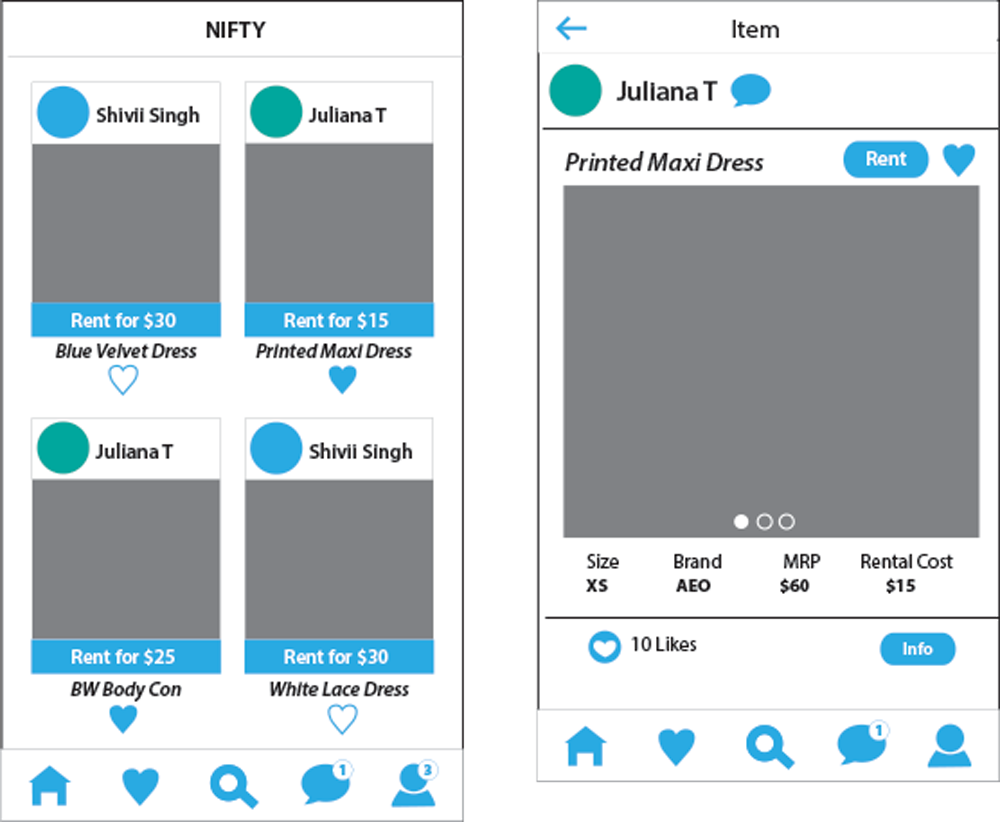 NIFTY
Shivii Singh
Juliana T
Rent for $30
Rent for $15
Blue Velvet Dress
Printed Maxi Dress
Juliana T
Shivii Singh
Rent for $25
Rent for $30
BW Body Con
White Lace Dress
1
3
Item
Juliana T
Printed Maxi Dress
Rent
Size
Brand
MRP
Rental Cost
XS
AEO
$60
$15
10 Likes
Info
1